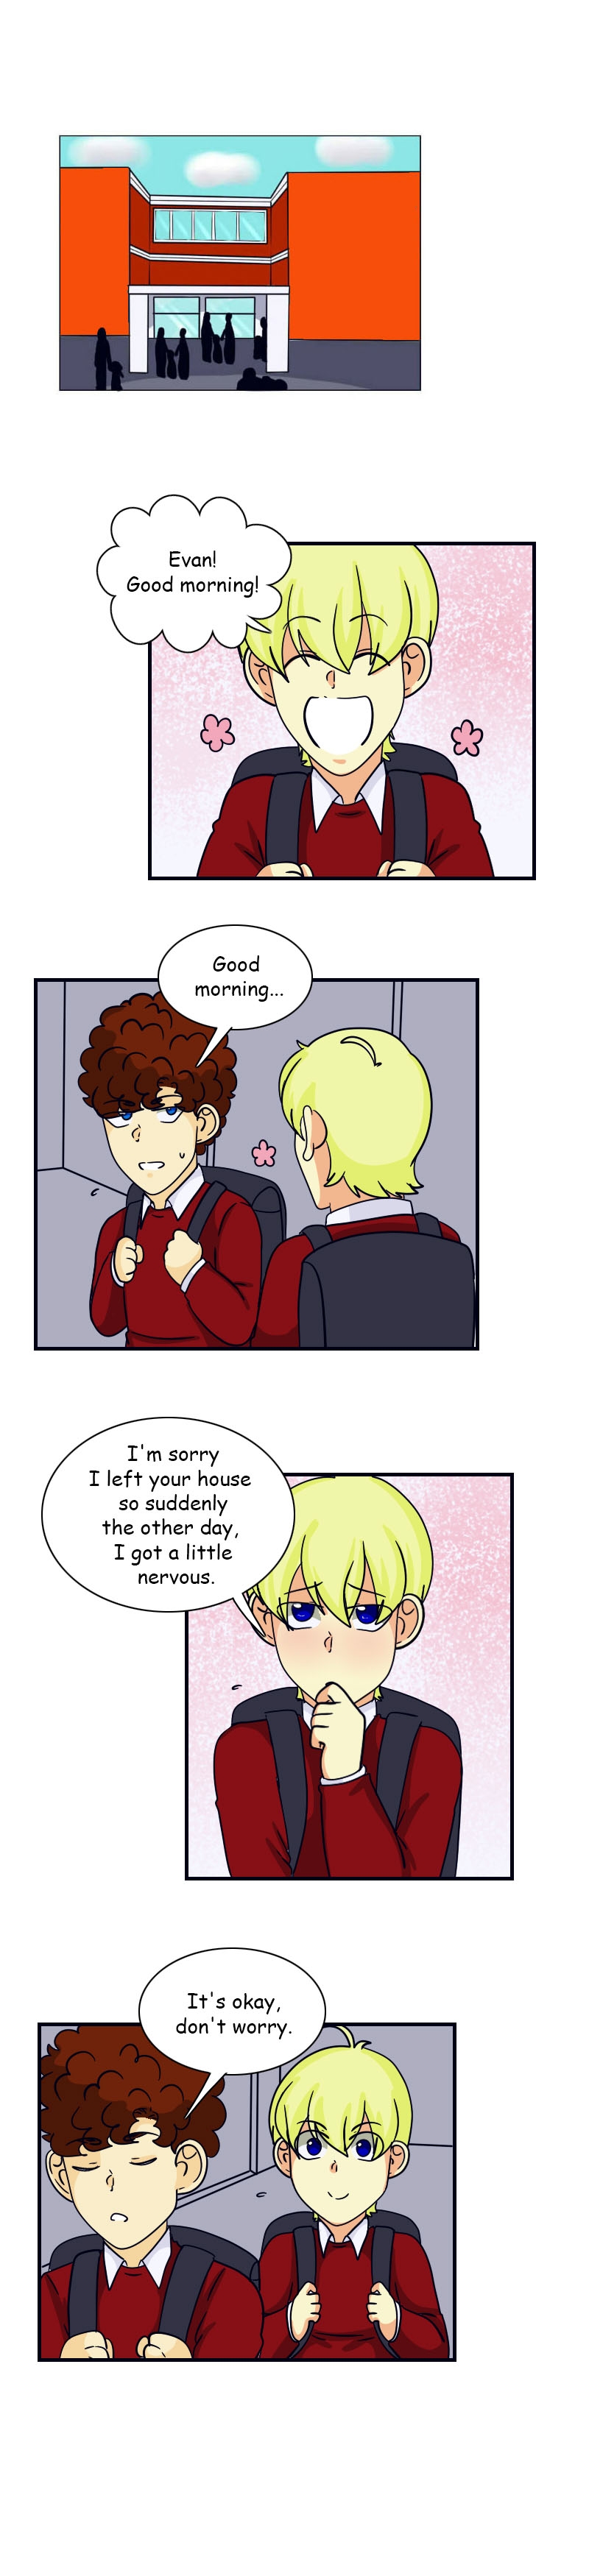 Evan!
Good morning!
Good
morning...
I'm sorry
I left your house
so suddenly
the other day,
I got a little
nervous.
It's okay,
don't worry.